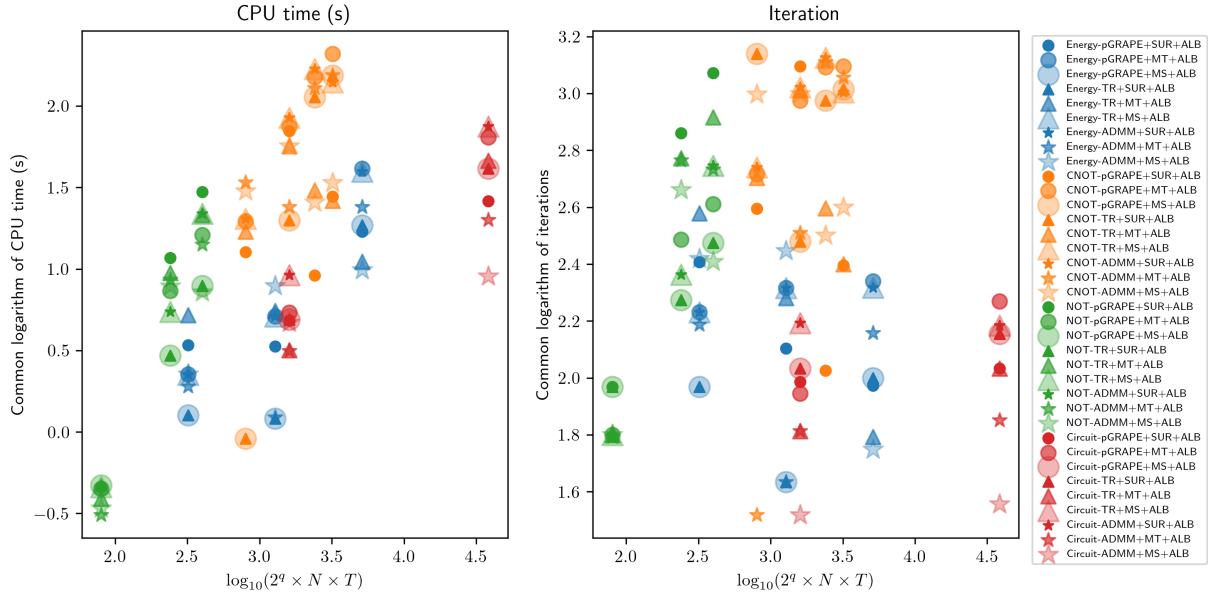 CPU time (s)
Common logarithm of CPU time (s)
2.0
1.5
1.0
0.5
0.0
−0.5
2.0 2.5 3.0 3.5 4.0 4.5
log₁₀(2^q × N × T)
Iteration
Common logarithm of iterations
3.2
3.0
2.8
2.6
2.4
2.2
2.0
1.8
1.6
2.0 2.5 3.0 3.5 4.0 4.5
log₁₀(2^q × N × T)
Energy-pGRAPE+SUR+ALB
Energy-pGRAPE+MT+ALB
Energy-pGRAPE+MS+ALB
Energy-TR+SUR+ALB
Energy-TR+MT+ALB
Energy-TR+MS+ALB
Energy-ADMM+SUR+ALB
Energy-ADMM+MT+ALB
Energy-ADMM+MS+ALB
CNOT-pGRAPE+SUR+ALB
CNOT-pGRAPE+MT+ALB
CNOT-pGRAPE+MS+ALB
CNOT-TR+SUR+ALB
CNOT-TR+MT+ALB
CNOT-TR+MS+ALB
CNOT-ADMM+SUR+ALB
CNOT-ADMM+MT+ALB
CNOT-ADMM+MS+ALB
NOT-pGRAPE+SUR+ALB
NOT-pGRAPE+MT+ALB
NOT-pGRAPE+MS+ALB
NOT-TR+SUR+ALB
NOT-TR+MT+ALB
NOT-TR+MS+ALB
NOT-ADMM+SUR+ALB
NOT-ADMM+MT+ALB
NOT-ADMM+MS+ALB
Circuit-pGRAPE+SUR+ALB
Circuit-pGRAPE+MT+ALB
Circuit-pGRAPE+MS+ALB
Circuit-TR+SUR+ALB
Circuit-TR+MT+ALB
Circuit-TR+MS+ALB
Circuit-ADMM+SUR+ALB
Circuit-ADMM+MT+ALB
Circuit-ADMM+MS+ALB